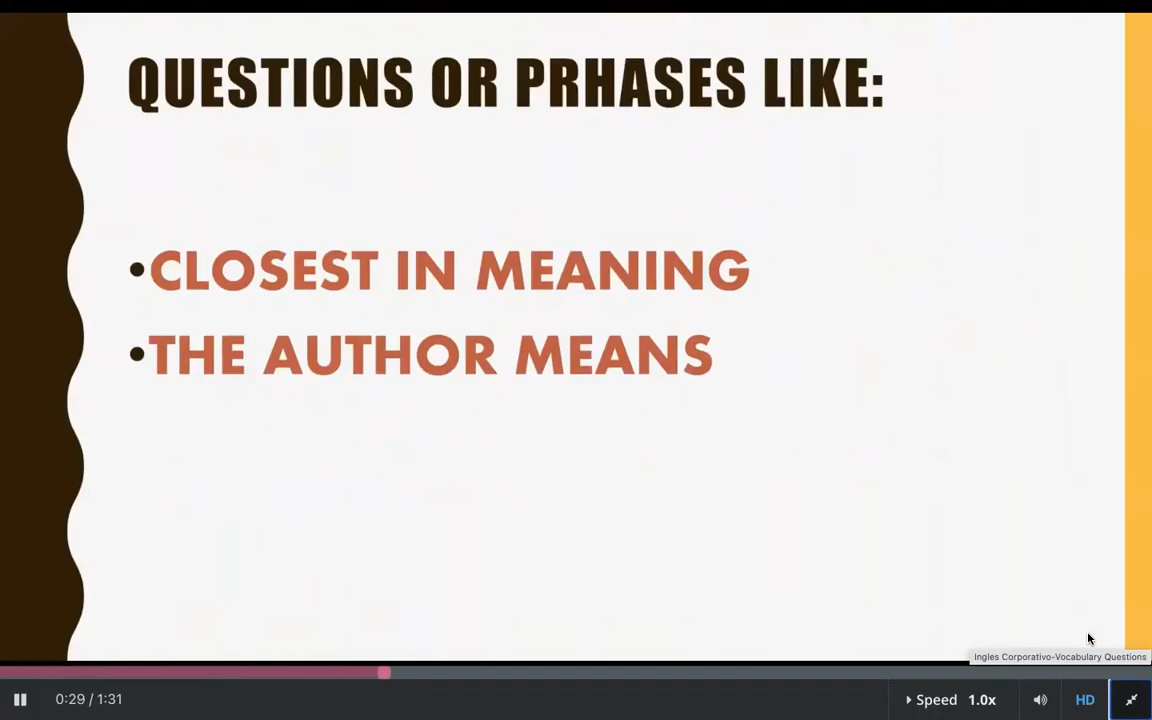 QUESTIONS OR PRHASES LIKE:
•CLOSEST IN MEANING
•THE AUTHOR MEANS
Ingles Corporativo-Vocabulary Questions
0:29 / 1:31
Speed 1.0x
HD